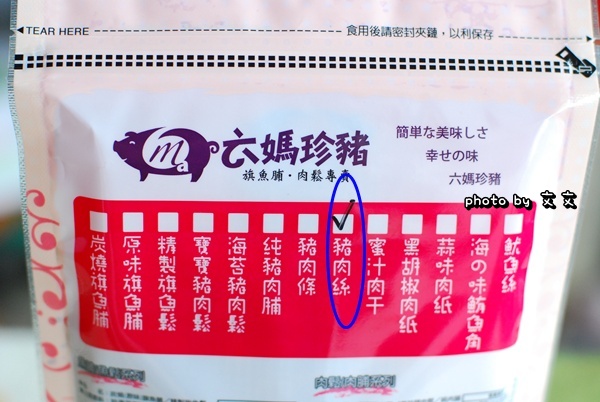 TEAR HERE
食用後請密封夾鏈，以利保存
六媽珍豬
旗魚脯・肉鬆專賣
簡単な美味しさ
幸せの味
六媽珍豬
photo by 文文
炭燒旗魚脯
原味旗魚脯
精製旗魚鬆
寶寶豬肉鬆
海苔豬肉鬆
純豬肉脯
豬肉條
豬肉絲
蜜汁肉干
黑胡椒肉紙
蒜味肉紙
海の味魷魚角
魷魚絲